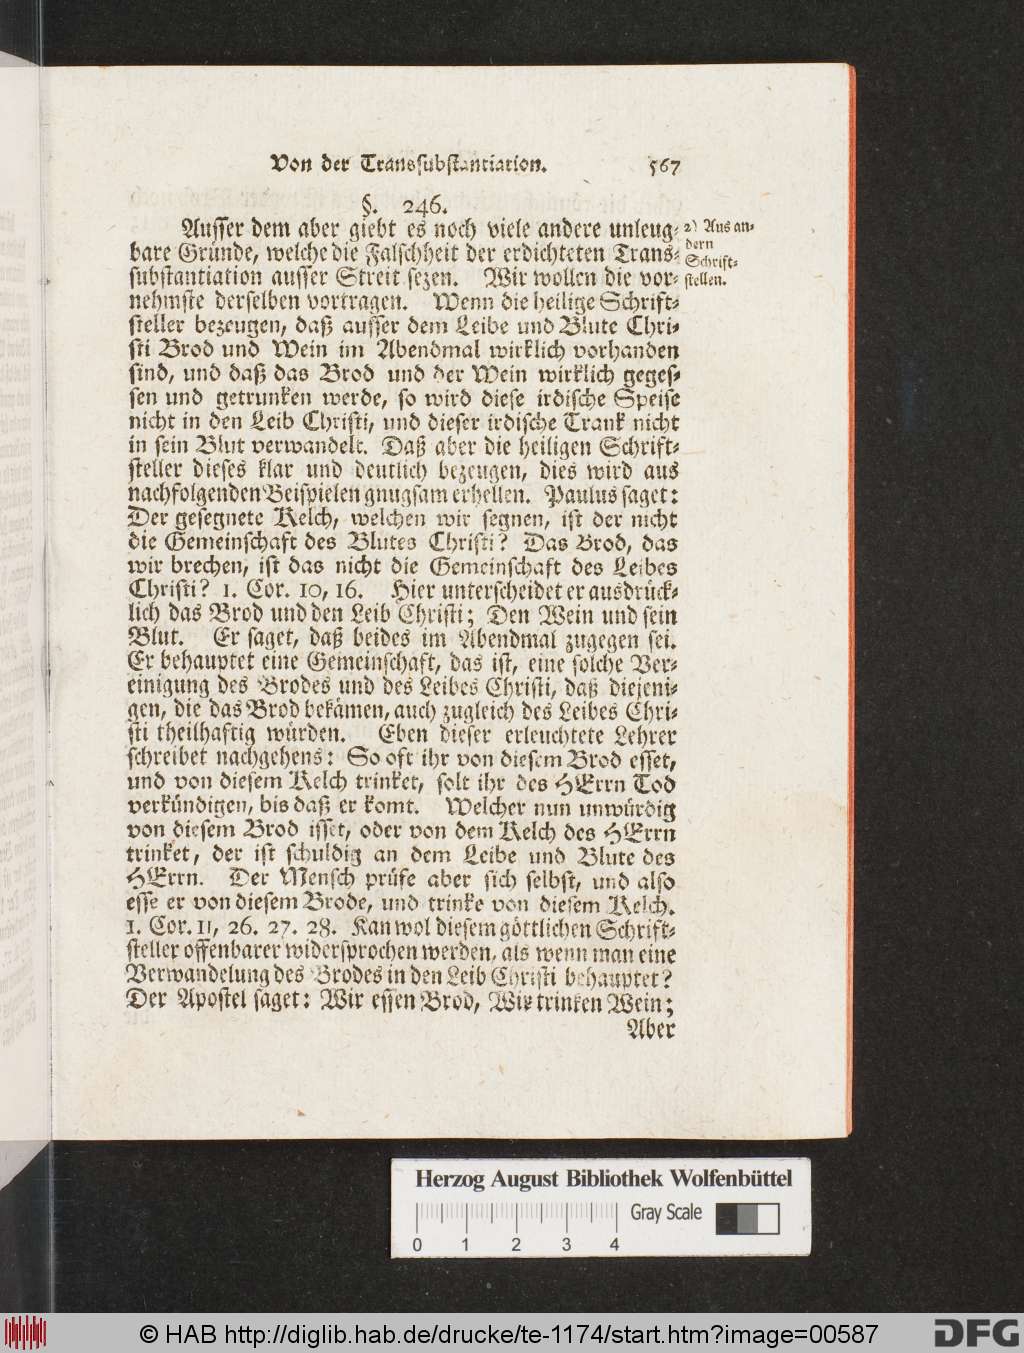 Von der Transsubstantiation. 567
§. 246.
Ausser dem aber giebt es noch viele andere unleug-
bare Gründe, welche die Falschheit der erdichteten Trans-
substantiation ausser Streit sezen. Wir wollen die vor-
nehmste derselben vortragen. Wenn die heilige Schrift-
steller bezeugen, daß ausser dem Leibe und Blute Chri-
sti Brod und Wein im Abendmal wirklich vorhanden
sind, und daß das Brod und der Wein wirklich geges-
sen und getrunken werde, so wird diese irdische Speise
nicht in den Leib Christi, und dieser irdische Trank nicht
in sein Blut verwandelt. Daß aber die heiligen Schrift-
steller dieses klar und deutlich bezeugen, dies wird aus
nachfolgenden Beispielen gnugsam erhellen. Paulus saget:
Der gesegnete Kelch, welchen wir segnen, ist der nicht
die Gemeinschaft des Blutes Christi? Das Brod, das
wir brechen, ist das nicht die Gemeinschaft des Leibes
Christi? 1. Cor. 10, 16. Hier unterscheidet er ausdrück-
lich das Brod und den Leib Christi; Den Wein und sein
Blut. Er saget, daß beides im Abendmal zugegen sei.
Er behauptet eine Gemeinschaft, das ist, eine solche Ver-
einigung des Brodes und des Leibes Christi, daß diejeni-
gen, die das Brod bekämen, auch zugleich des Leibes Chri-
sti theilhaftig würden. Eben dieser erleuchtete Lehrer
schreibet nachgehens: So oft ihr von diesem Brod esset,
und von diesem Kelch trinket, solt ihr des HErrn Tod
verkündigen, bis daß er komt. Welcher nun unwürdig
von diesem Brod isset, oder von dem Kelch des HErrn
trinket, der ist schuldig an dem Leibe und Blute des
HErrn. Der Mensch prüfe aber sich selbst, und also
esse er von diesem Brode, und trinke von diesem Kelch.
1. Cor. 11, 26. 27. 28. Kan wol diesem göttlichen Schrift-
steller offenbarer widersprochen werden, als wenn man eine
Verwandelung des Brodes in den Leib Christi behauptet?
Der Apostel saget: Wir essen Brod, Wir trinken Wein;
Aber
2) Aus an-
dern
Schrift-
stellen.
Herzog August Bibliothek Wolfenbüttel
Gray Scale
0 1 2 3 4
© HAB http://diglib.hab.de/drucke/te-1174/start.htm?image=00587
DFG